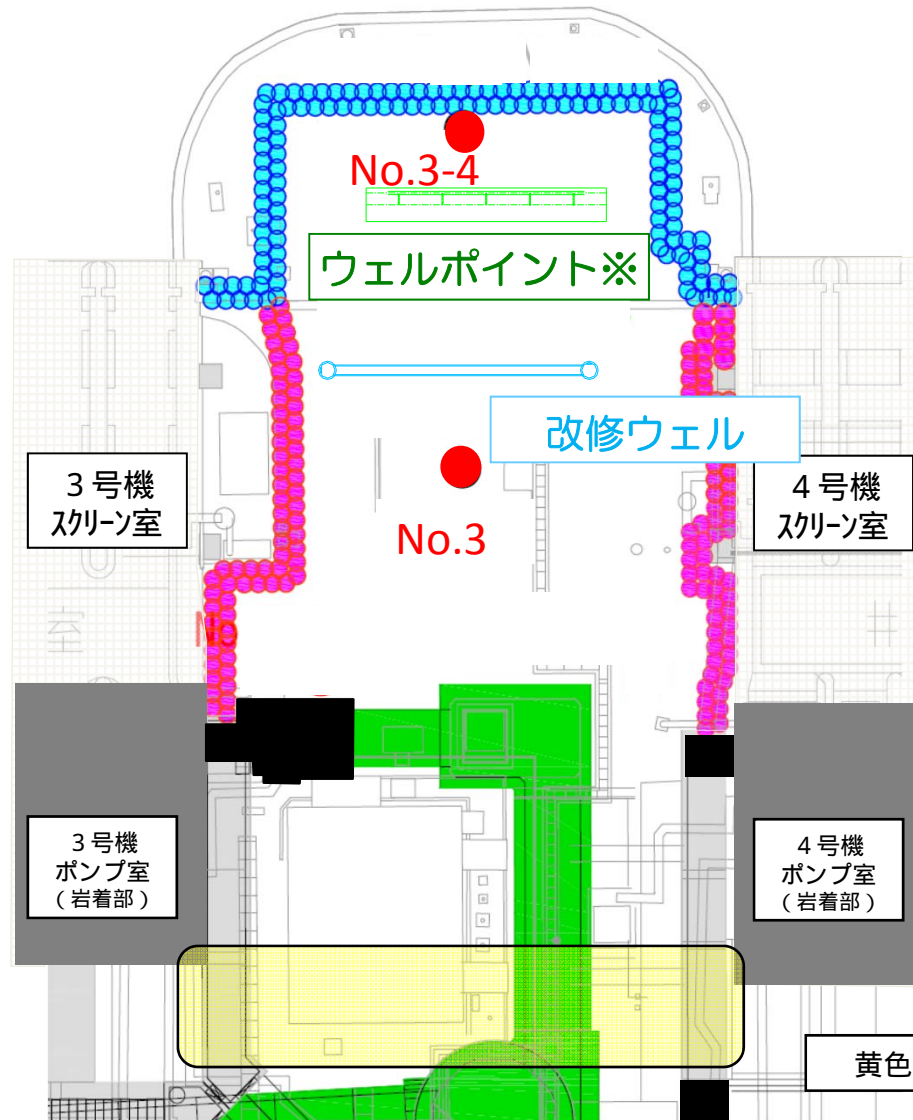 No.3-4
ウェルポイント※
改修ウェル
3号機
スクリーン室
4号機
スクリーン室
No.3
No
3号機
ポンプ室
(岩着部)
4号機
ポンプ室
(岩着部)
黄色